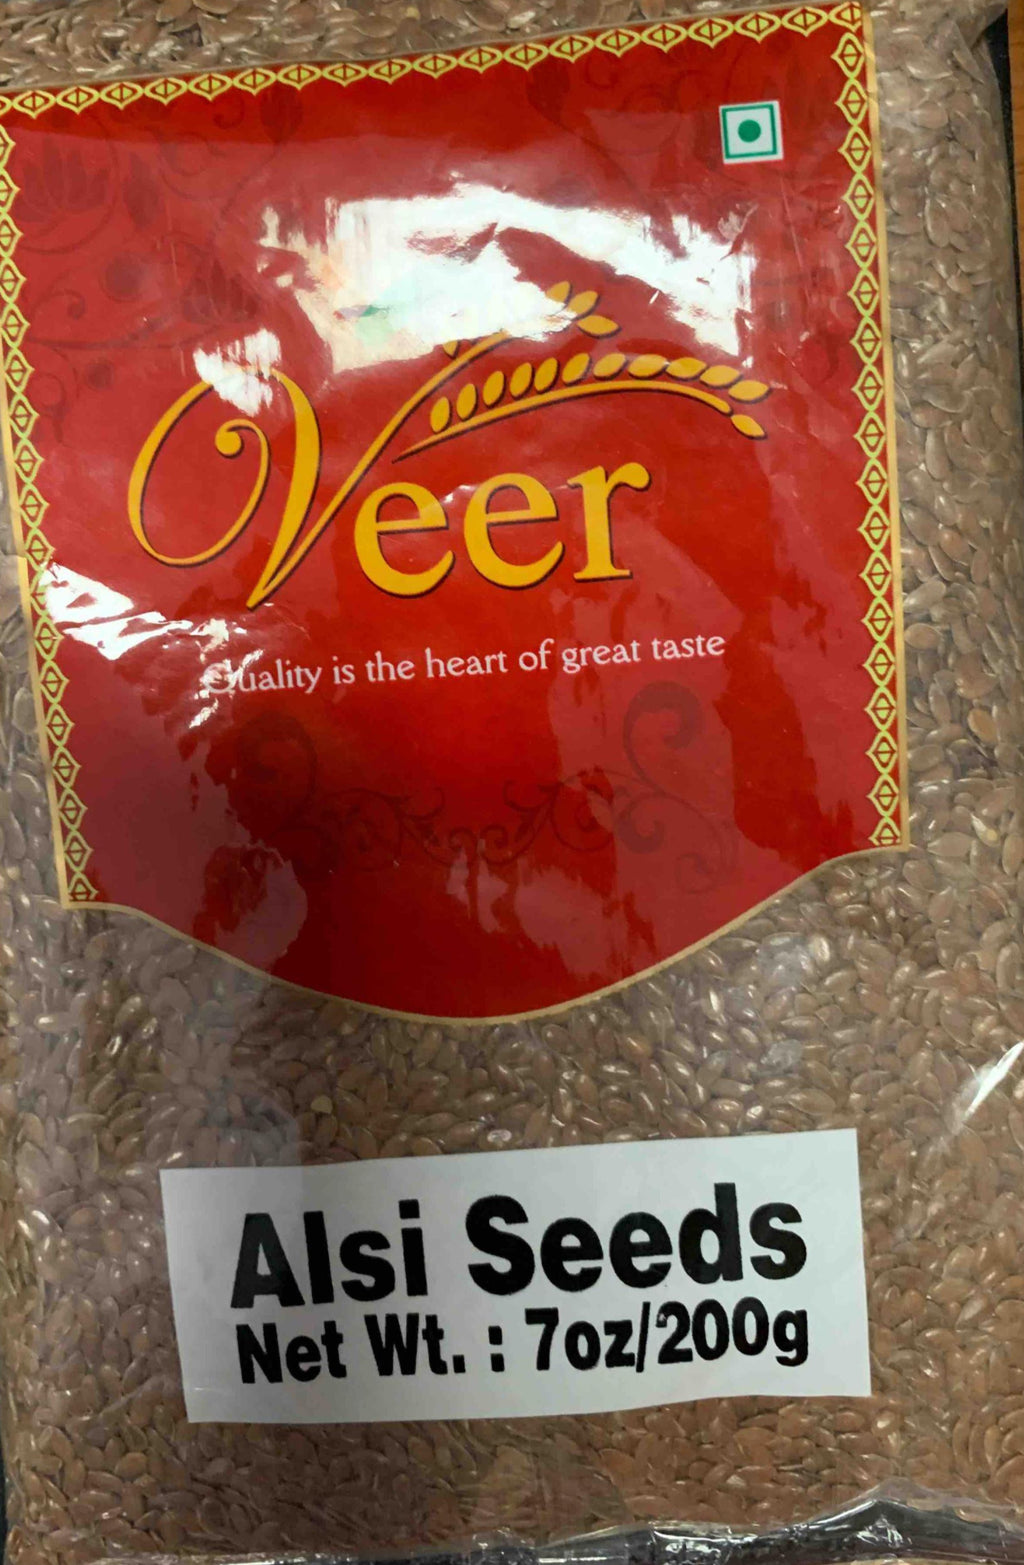 Veer
Quality is the heart of great taste
Alsi Seeds
Net Wt. : 7oz/200g